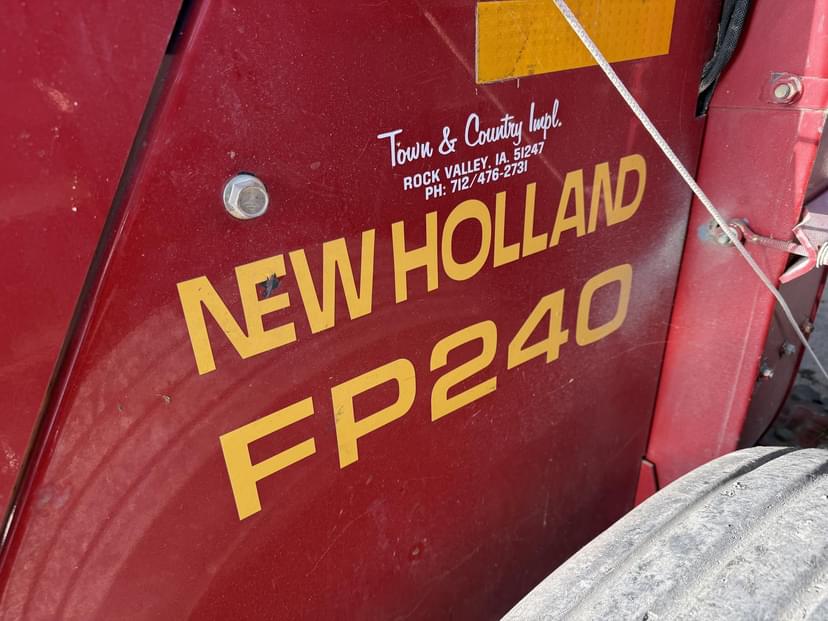 Town & Country Impl.
ROCK VALLEY, IA. 51247
PH: 712/476-2731
NEW HOLLAND
FP240